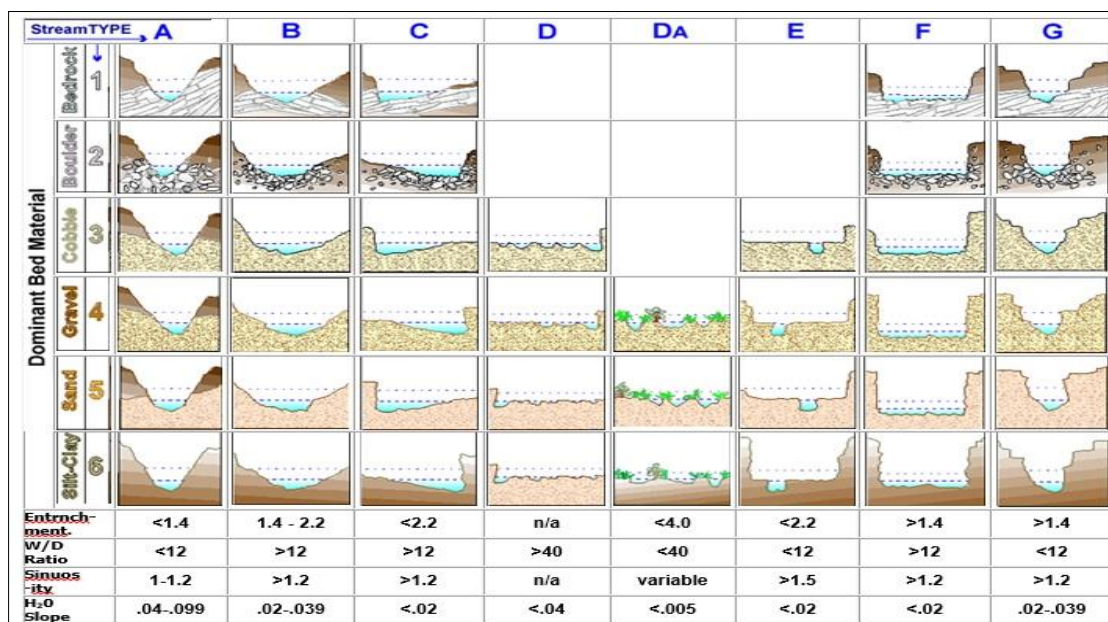 StreamTYPE A B C D DA E F G
Dominant Bed Material
Bedrock 1
Boulder 2
Cobble 3
Gravel 4
Sand 5
Silt-Clay 6
Entrnch-
ment. <1.4 1.4 - 2.2 <2.2 n/a <4.0 <2.2 >1.4 >1.4
W/D
Ratio <12 >12 >12 >40 <40 <12 >12 <12
Sinuos
-ity 1-1.2 >1.2 >1.2 n/a variable >1.5 >1.2 >1.2
H₂0
Slope .04-.099 .02-.039 <.02 <.04 <.005 <.02 <.02 .02-.039